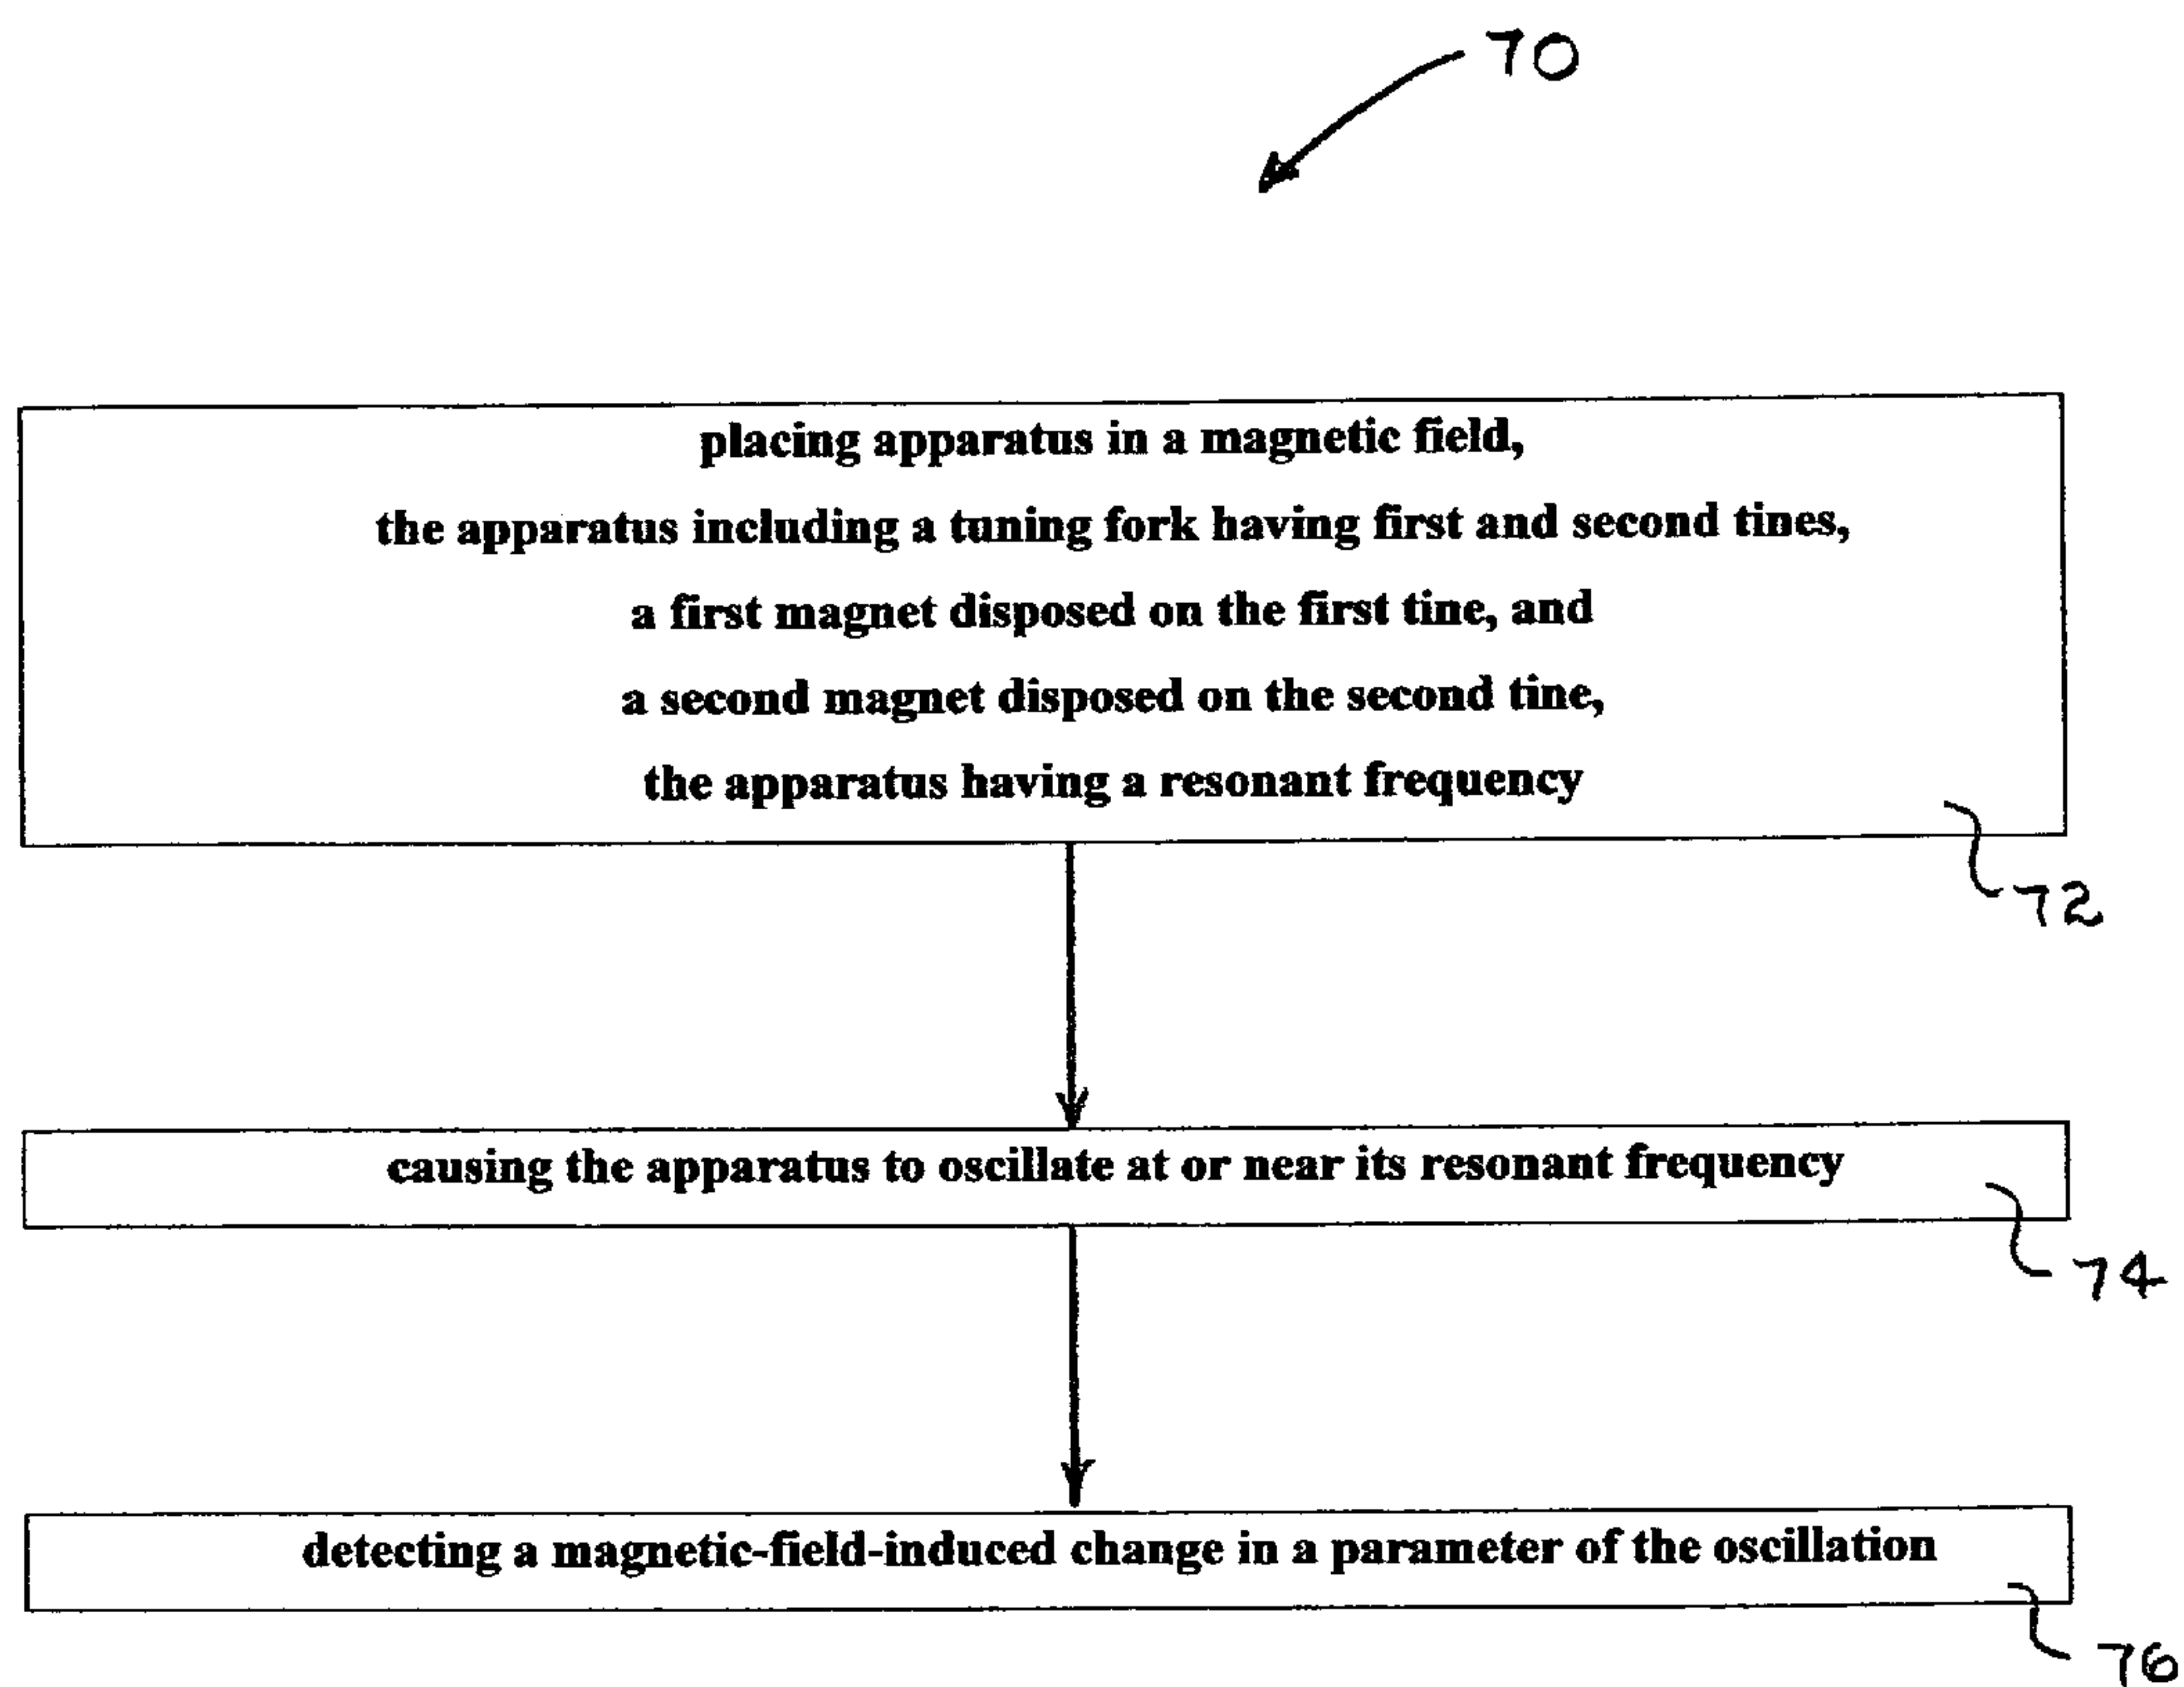 70
placing apparatus in a magnetic field,
the apparatus including a tuning fork having first and second tines,
a first magnet disposed on the first tine, and
a second magnet disposed on the second tine,
the apparatus having a resonant frequency
72
causing the apparatus to oscillate at or near its resonant frequency
74
detecting a magnetic-field-induced change in a parameter of the oscillation
76